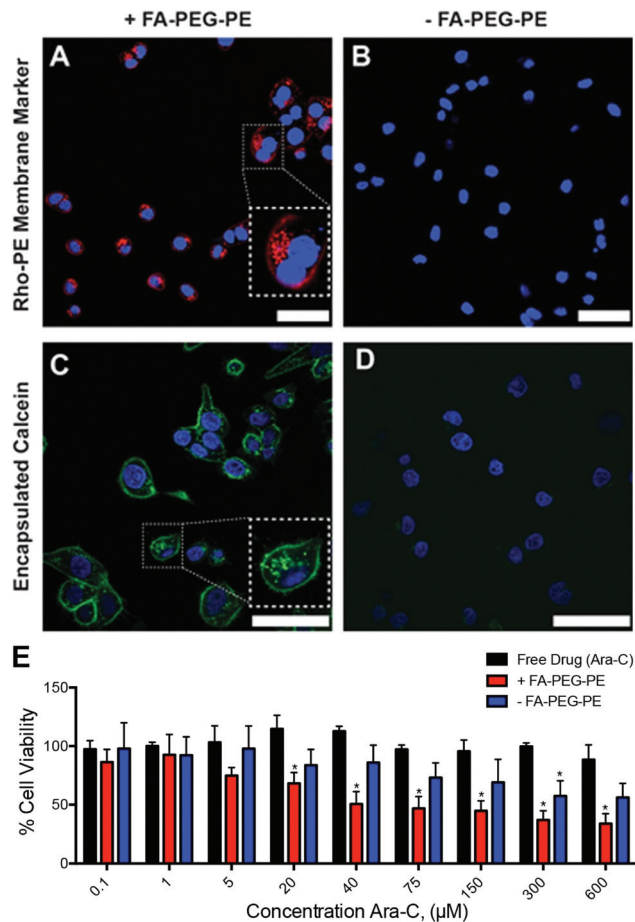 + FA-PEG-PE
- FA-PEG-PE
Rho-PE Membrane Marker
A
B
Encapsulated Calcein
C
D
E
Free Drug (Ara-C)
+ FA-PEG-PE
- FA-PEG-PE
% Cell Viability
150
100
50
0
* * * * * * *
0.1 1 5 20 40 75 150 300 600
Concentration Ara-C, (μM)